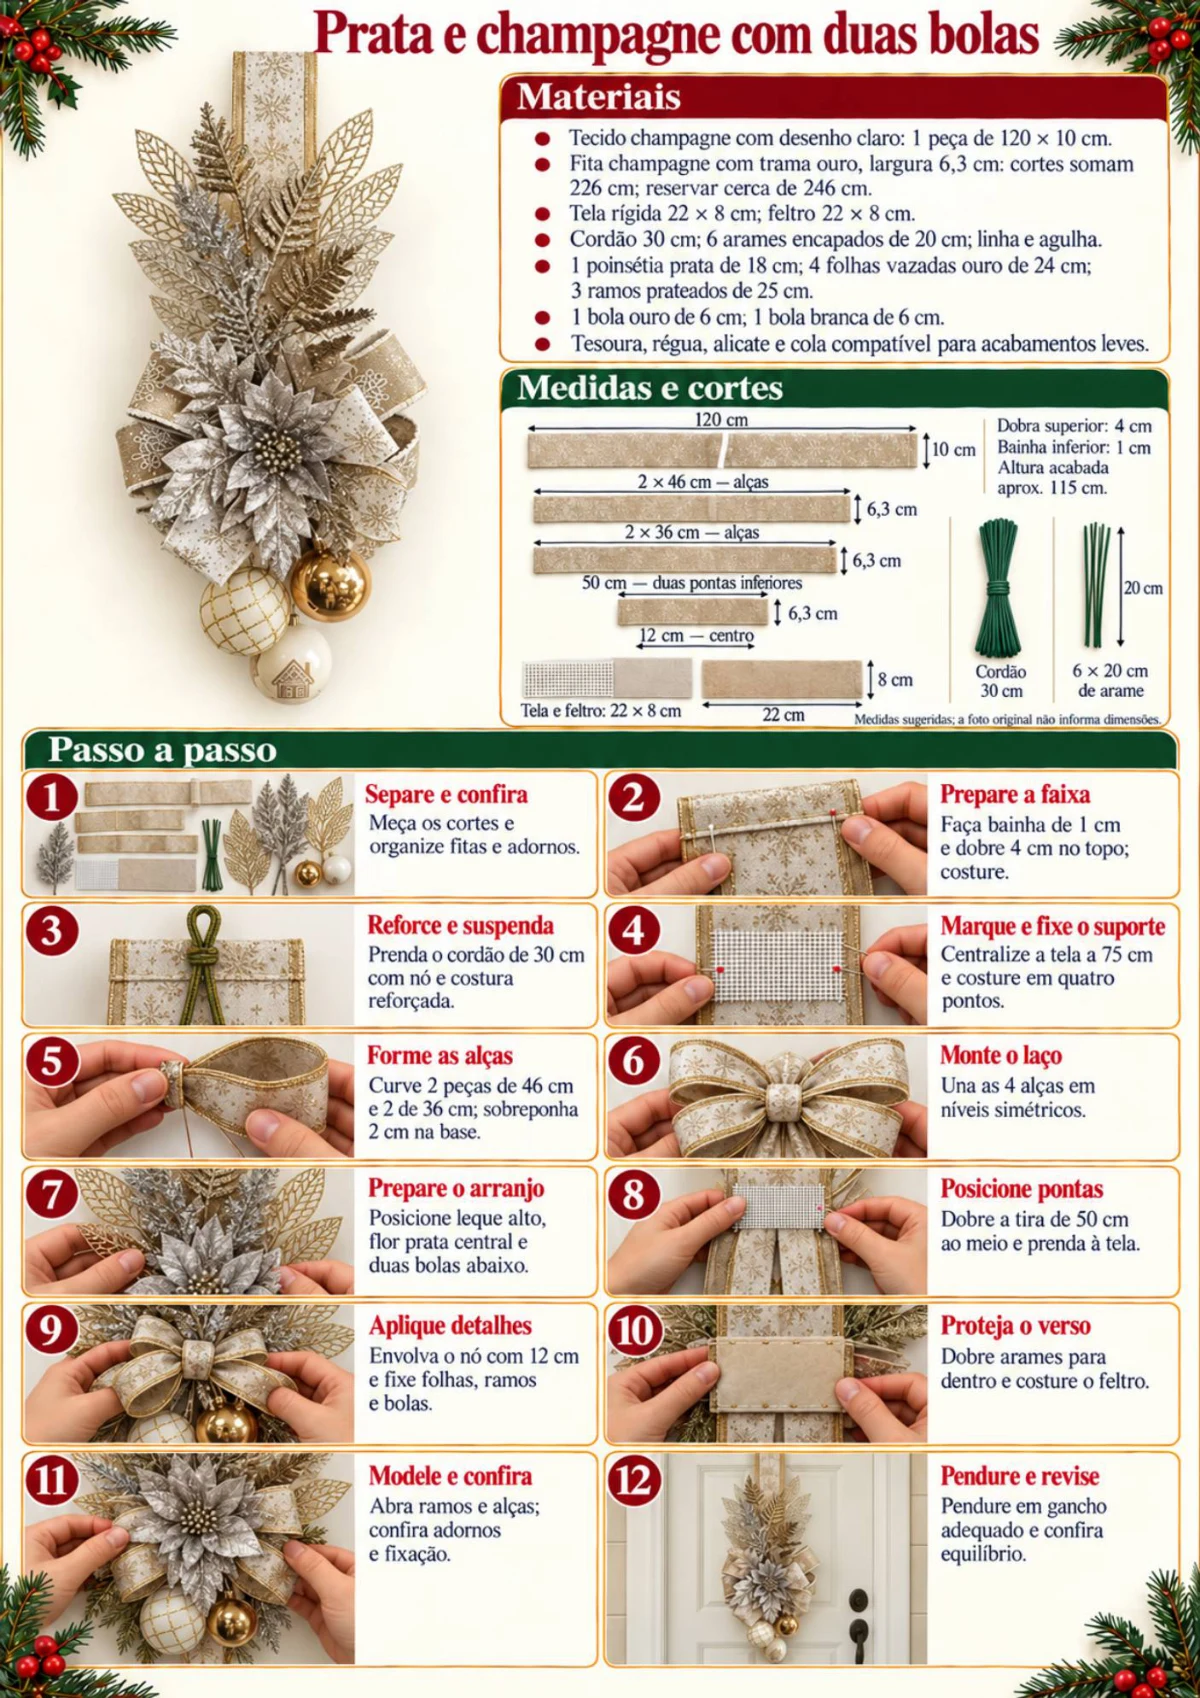 Prata e champagne com duas bolas
Materiais
Tecido champagne com desenho claro: 1 peça de 120 × 10 cm.
Fita champagne com trama ouro, largura 6,3 cm: cortes somam
226 cm; reservar cerca de 246 cm.
Tela rígida 22 × 8 cm; feltro 22 × 8 cm.
Cordão 30 cm; 6 arames encapados de 20 cm; linha e agulha.
1 poinsétia prata de 18 cm; 4 folhas vazadas ouro de 24 cm;
3 ramos prateados de 25 cm.
1 bola ouro de 6 cm; 1 bola branca de 6 cm.
Tesoura, régua, alicate e cola compatível para acabamentos leves.
Medidas e cortes
120 cm
10 cm
2 × 46 cm — alças
6,3 cm
2 × 36 cm — alças
6,3 cm
50 cm — duas pontas inferiores
6,3 cm
12 cm — centro
8 cm
Tela e feltro: 22 × 8 cm
22 cm
Dobra superior: 4 cm
Bainha inferior: 1 cm
Altura acabada
aprox. 115 cm.
20 cm
Cordão
30 cm
6 × 20 cm
de arame
Medidas sugeridas; a foto original não informa dimensões.
Passo a passo
1
Separe e confira
Meça os cortes e
organize fitas e adornos.
2
Prepare a faixa
Faça bainha de 1 cm
e dobre 4 cm no topo;
costure.
3
Reforce e suspenda
Prenda o cordão de 30 cm
com nó e costura
reforçada.
4
Marque e fixe o suporte
Centralize a tela a 75 cm
e costure em quatro
pontos.
5
Forme as alças
Curve 2 peças de 46 cm
e 2 de 36 cm; sobreponha
2 cm na base.
6
Monte o laço
Una as 4 alças em
níveis simétricos.
7
Prepare o arranjo
Posicione leque alto,
flor prata central e
duas bolas abaixo.
8
Posicione pontas
Dobre a tira de 50 cm
ao meio e prenda à tela.
9
Aplique detalhes
Envolva o nó com 12 cm
e fixe folhas, ramos
e bolas.
10
Proteja o verso
Dobre arames para
dentro e costure o feltro.
11
Modele e confira
Abra ramos e alças;
confira adornos
e fixação.
12
Pendure e revise
Pendure em gancho
adequado e confira
equilíbrio.